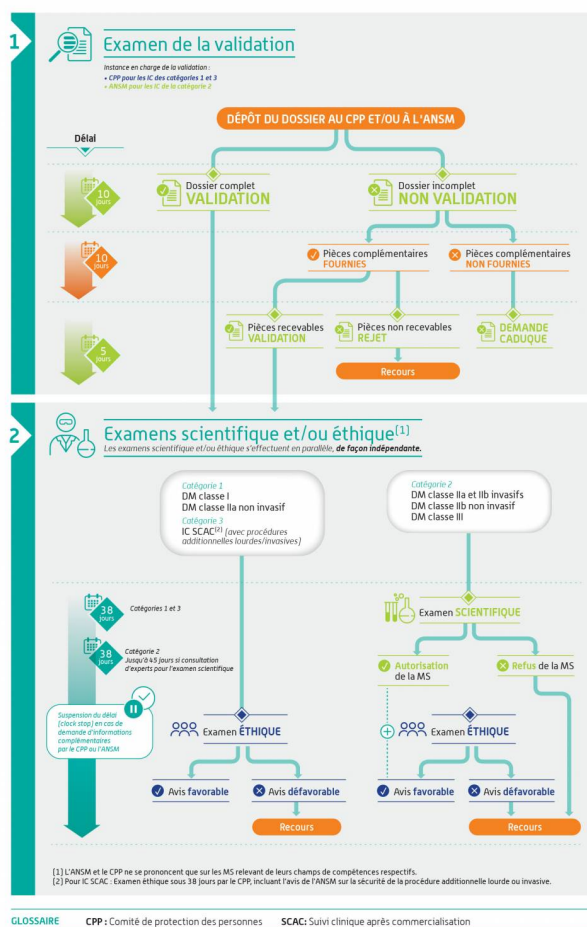 1
Examen de la validation
Instance en charge de la validation :
• CPP pour les IC des catégories 1 et 3
• ANSM pour les IC de la catégorie 2
DÉPÔT DU DOSSIER AU CPP ET/OU À L'ANSM
Délai
10
jours
Dossier complet
VALIDATION
Dossier incomplet
NON VALIDATION
10
jours
Pièces complémentaires
FOURNIES
Pièces complémentaires
NON FOURNIES
5
jours
Pièces recevables
VALIDATION
Pièces non recevables
REJET
DEMANDE
CADUQUE
Recours
2
Examens scientifique et/ou éthique(1)
Les examens scientifique et/ou éthique s'effectuent en parallèle, de façon indépendante.
Catégorie 1
DM classe I
DM classe IIa non invasif
Catégorie 3
IC SCAC(2) (avec procédures
additionnelles lourdes/invasives)
Catégorie 2
DM classe IIa et IIb invasifs
DM classe IIb non invasif
DM classe III
38
jours
Catégories 1 et 3
Examen SCIENTIFIQUE
38
jours
Catégorie 2
Jusqu'à 45 jours si consultation
d'experts pour l'examen scientifique
Autorisation
de la MS
Refus de la MS
Suspension du délai
(clock stop) en cas de
demande d'informations
complémentaires
par le CPP ou l'ANSM
Examen ÉTHIQUE
Examen ÉTHIQUE
Avis favorable
Avis défavorable
Avis favorable
Avis défavorable
Recours
Recours
(1) L'ANSM et le CPP ne se prononcent que sur les MS relevant de leurs champs de compétences respectifs.
(2) Pour IC SCAC : Examen éthique sous 38 jours par le CPP, incluant l'avis de l'ANSM sur la sécurité de la procédure additionnelle lourde ou invasive.
GLOSSAIRE CPP : Comité de protection des personnes SCAC: Suivi clinique après commercialisation